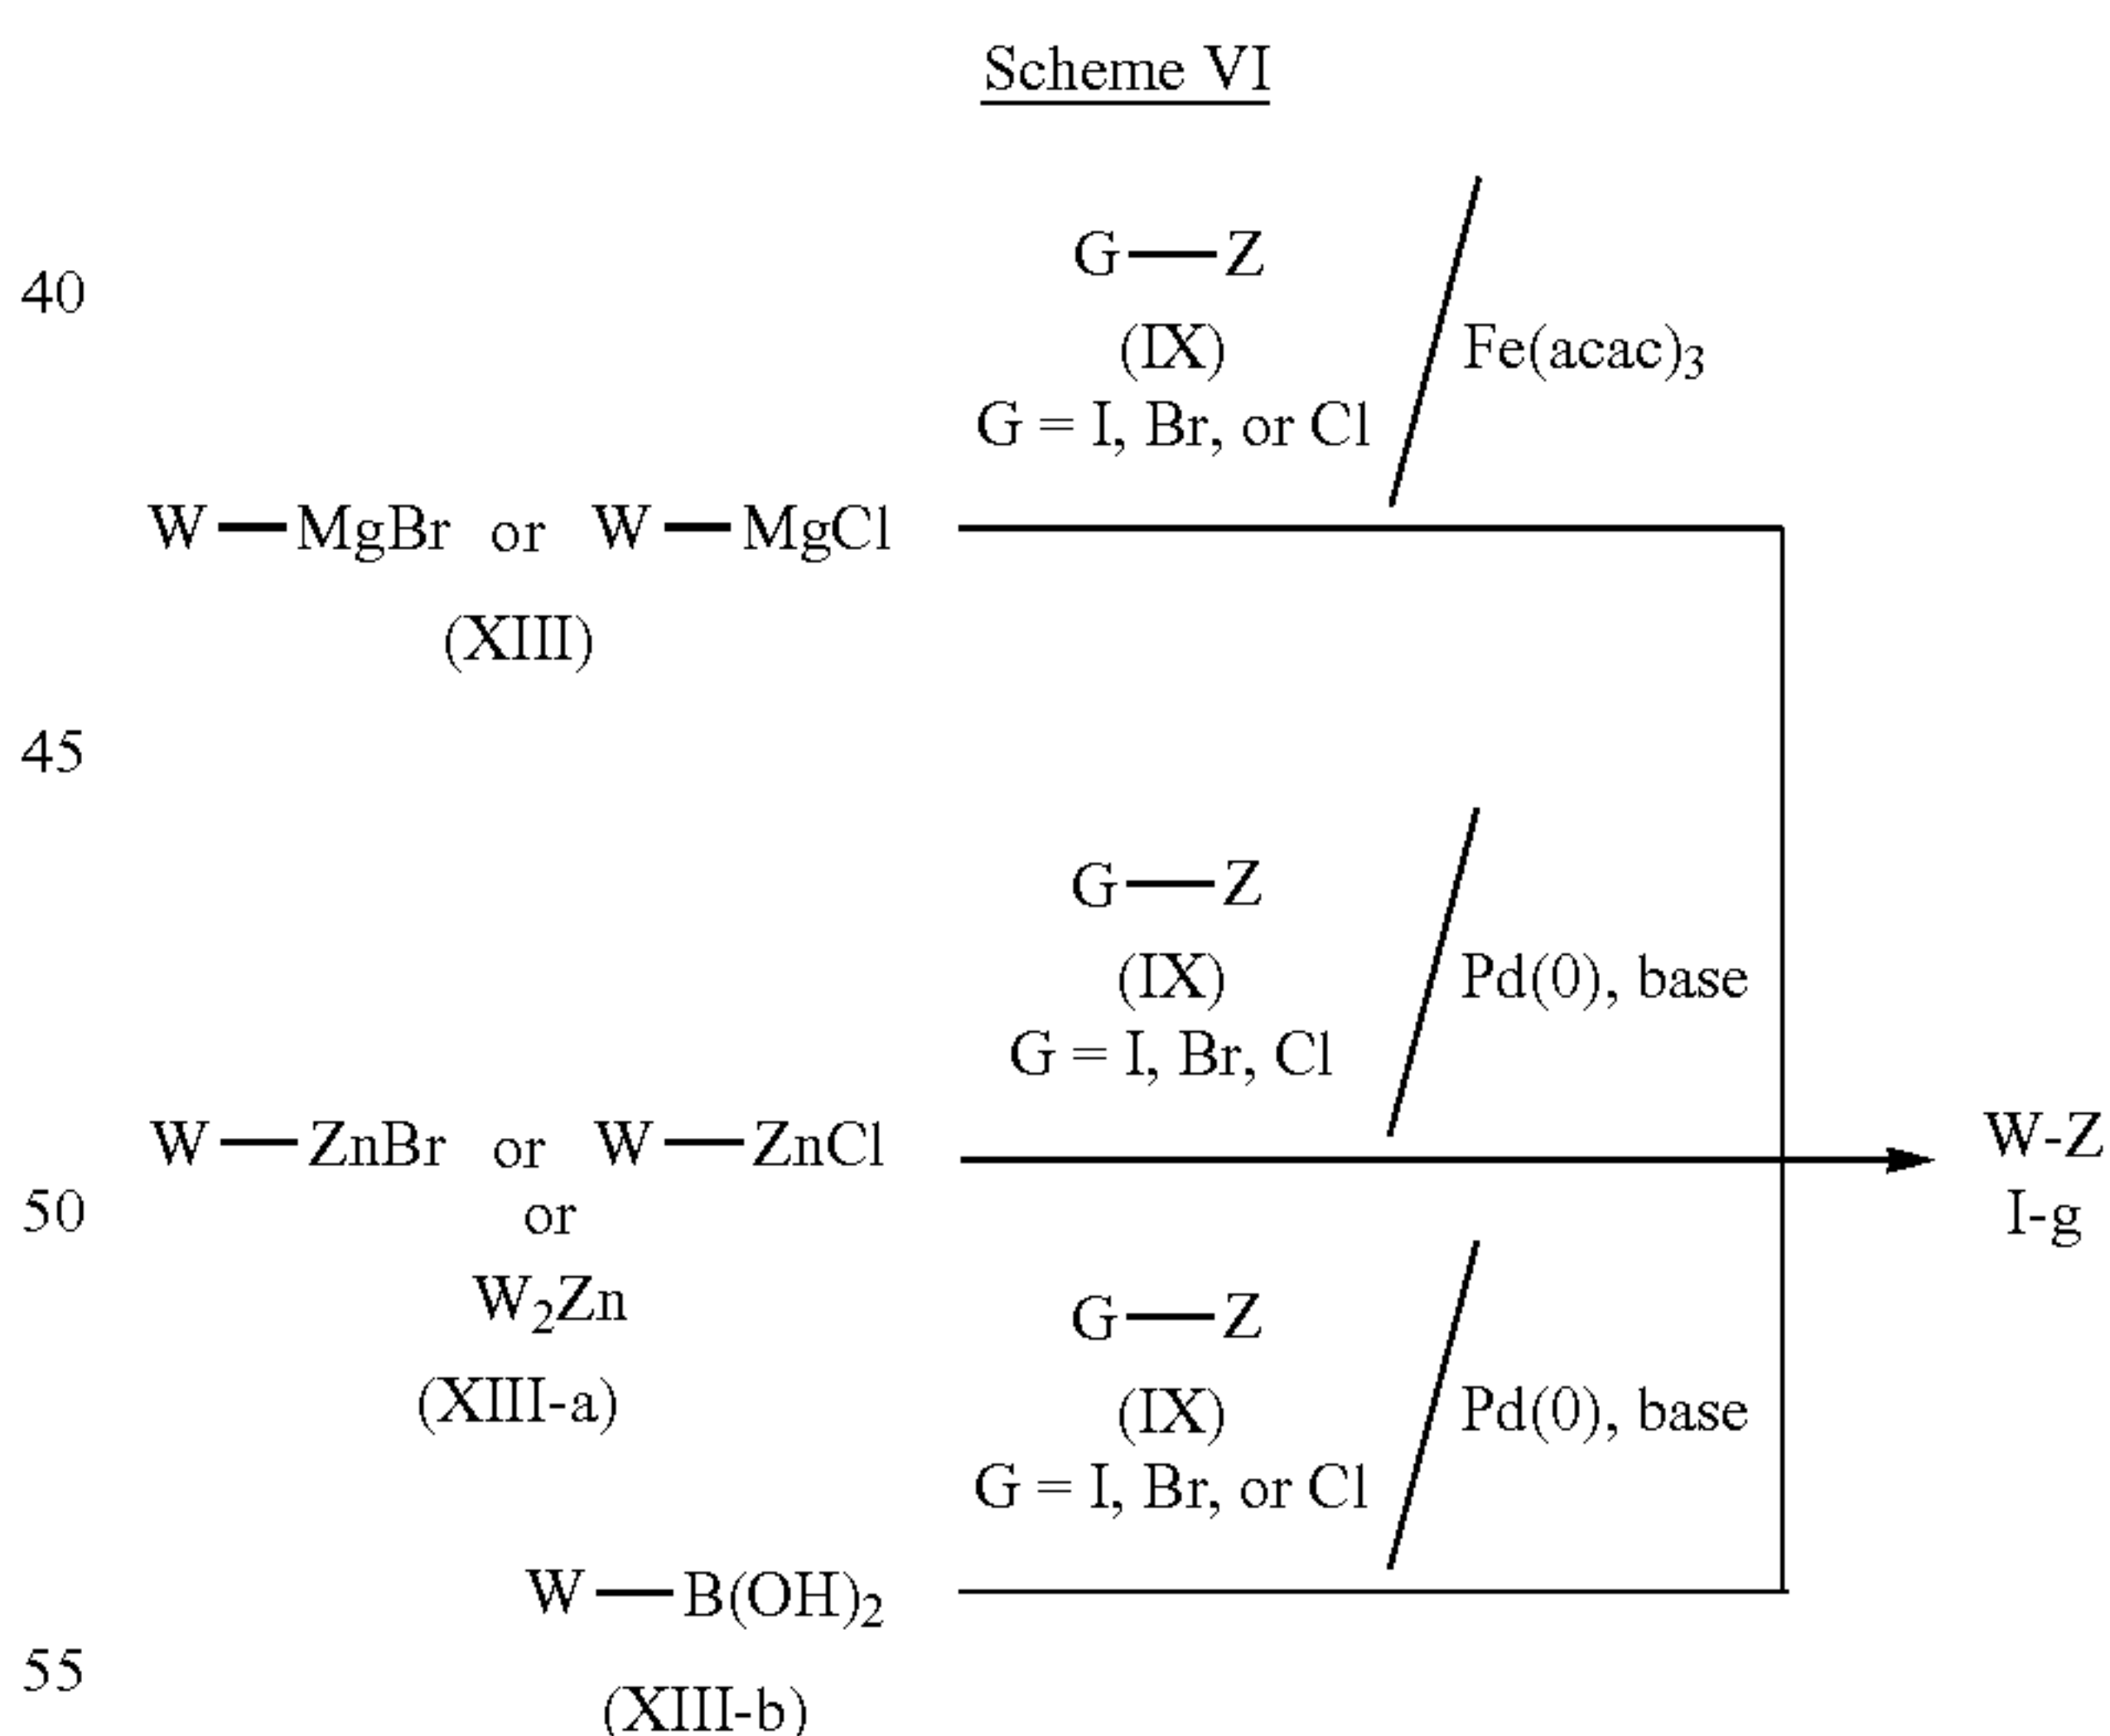 Scheme VI
G—Z
40
(IX)
Fe(acac)₃
G = I, Br, or Cl
W—MgBr or W—MgCl
(XIII)
45
G—Z
(IX)
Pd(0), base
G = I, Br, Cl
W—ZnBr or W—ZnCl
W-Z
50
or
I-g
W₂Zn
G—Z
(XIII-a)
(IX)
Pd(0), base
G = I, Br, or Cl
W—B(OH)₂
55
(XIII-b)